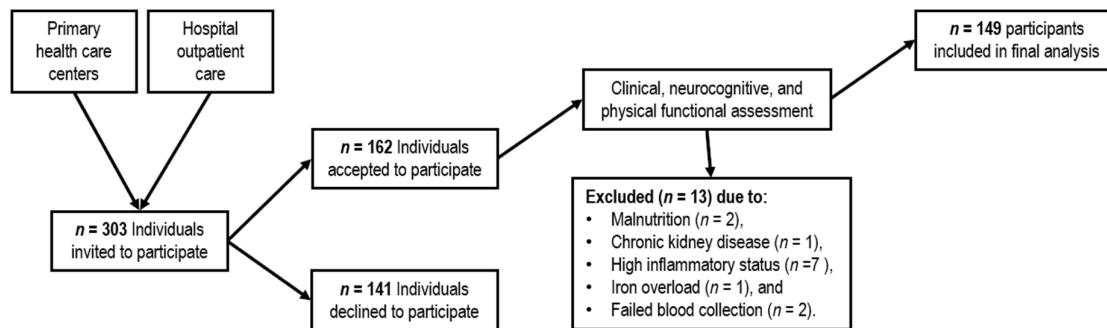 Primary
health care
centers
Hospital
outpatient
care
n = 303 Individuals
invited to participate
n = 162 Individuals
accepted to participate
n = 141 Individuals
declined to participate
Clinical, neurocognitive, and
physical functional assessment
Excluded (n = 13) due to:
• Malnutrition (n = 2),
• Chronic kidney disease (n = 1),
• High inflammatory status (n =7 ),
• Iron overload (n = 1), and
• Failed blood collection (n = 2).
n = 149 participants
included in final analysis